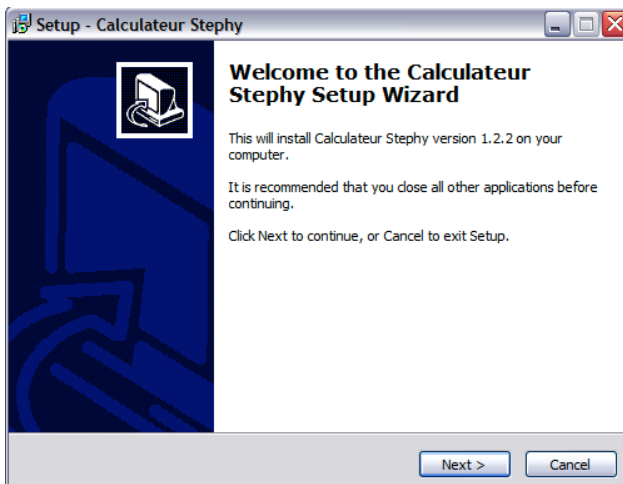 Setup - Calculateur Stephy
Welcome to the Calculateur
Stephy Setup Wizard
This will install Calculateur Stephy version 1.2.2 on your
computer.
It is recommended that you close all other applications before
continuing.
Click Next to continue, or Cancel to exit Setup.
Next >
Cancel